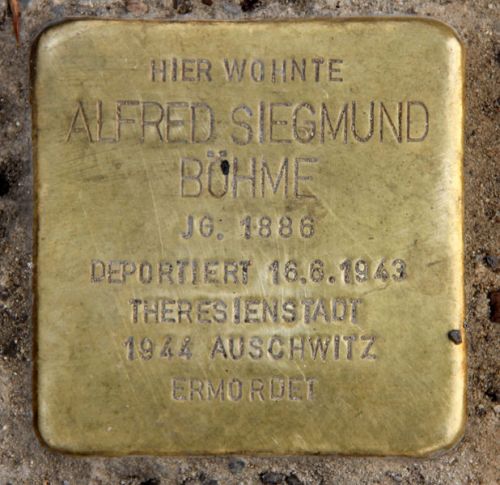 HIER WOHNTE
ALFRED SIEGMUND
BÖHME
JG. 1886
DEPORTIERT 16.6.1943
THERESIENSTADT
1944 AUSCHWITZ
ERMORDET